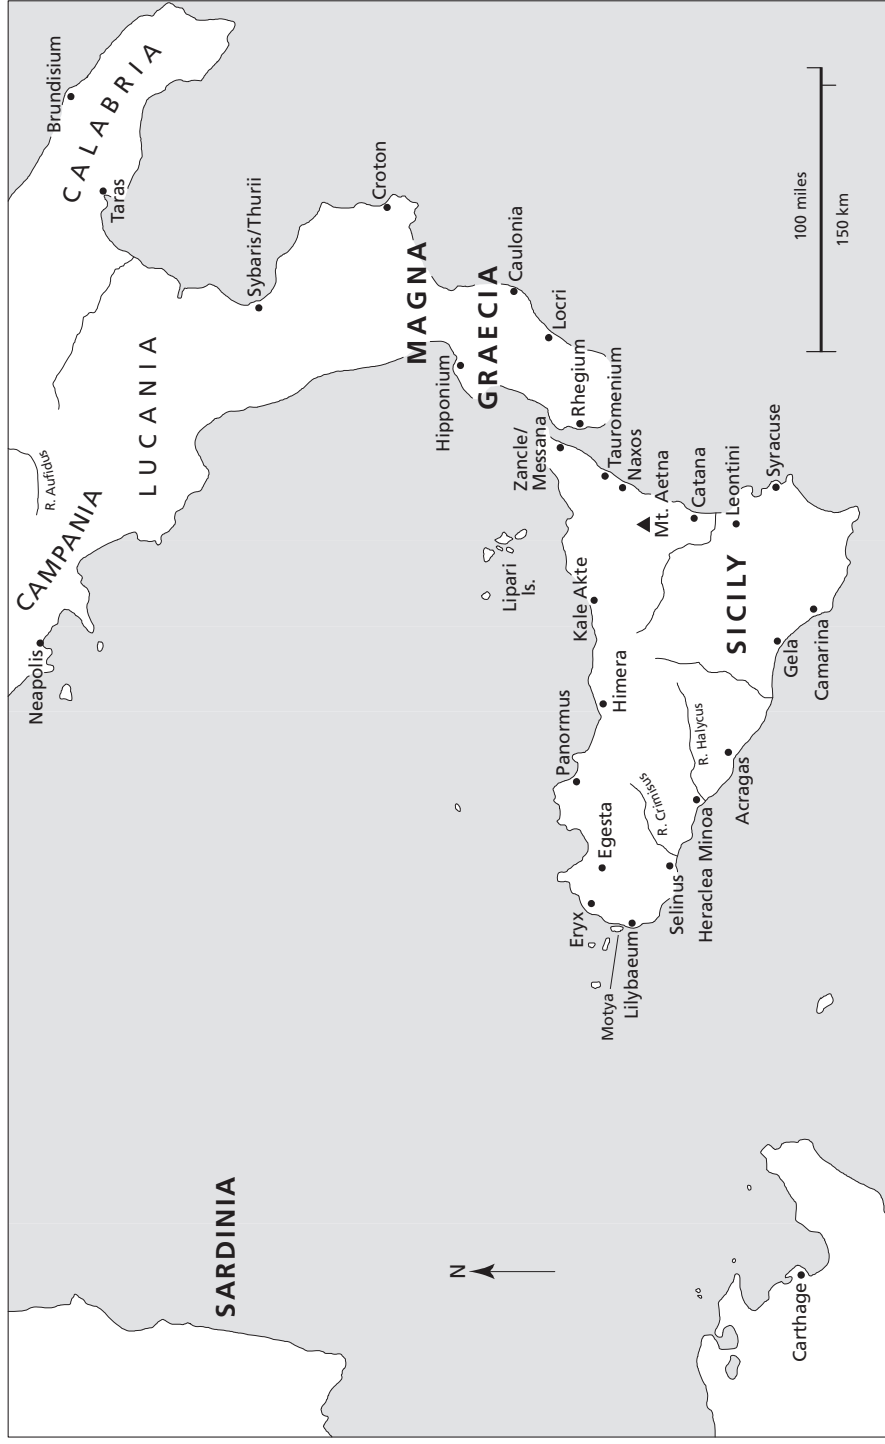 Brundisium
CALABRIA
Taras
Neapolis
CAMPANIA
R. Aufidus
LUCANIA
Sybaris/Thurii
SARDINIA
Croton
MAGNA
GRAECIA
Hipponium
Caulonia
Locri
N
Lipari
Is.
Zancle/
Messana
Rhegium
Tauromenium
Naxos
Mt. Aetna
Catana
Leontini
Syracuse
Kale Akte
Himera
Panormus
Egesta
Eryx
Motya
Lilybaeum
Selinus
R. Crimisus
Heraclea Minoa
R. Halycus
Acragas
SICILY
Gela
Camarina
Carthage
100 miles
150 km